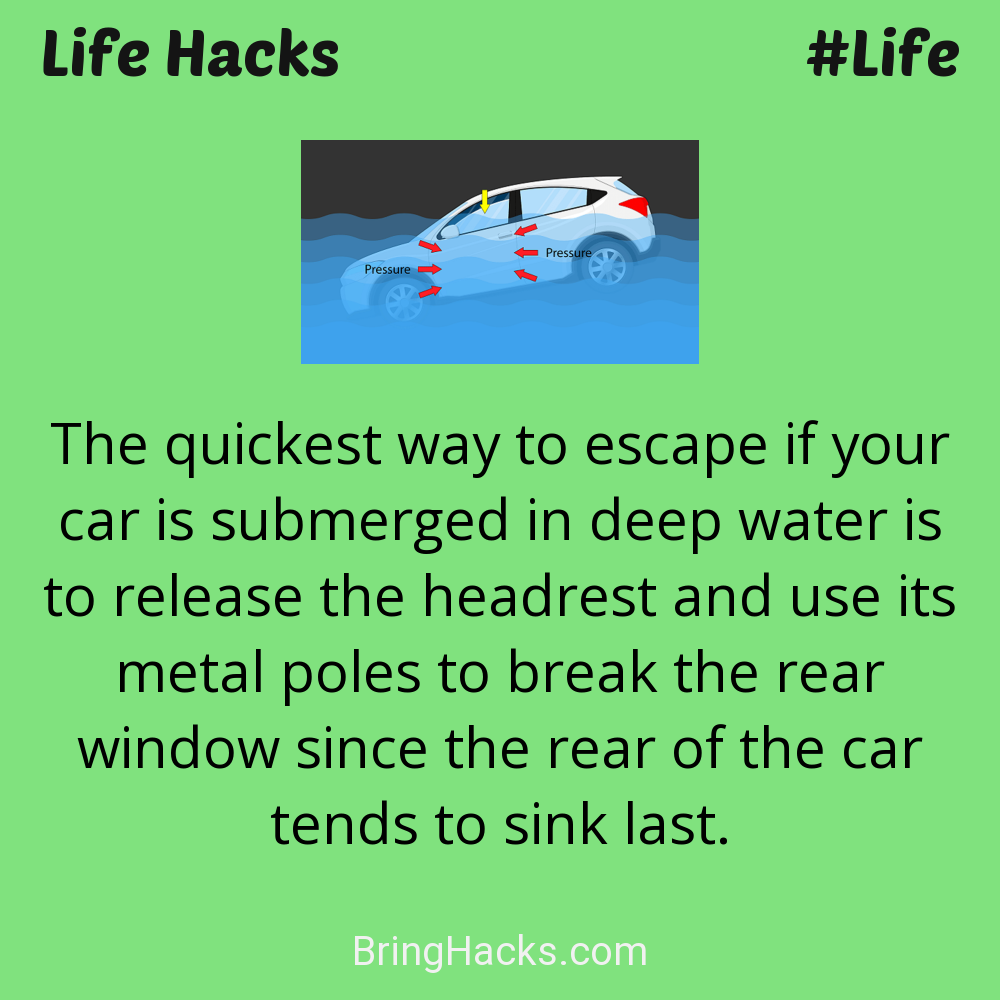 Life Hacks
#Life
Pressure
Pressure
The quickest way to escape if your
car is submerged in deep water is
to release the headrest and use its
metal poles to break the rear
window since the rear of the car
tends to sink last.
BringHacks.com